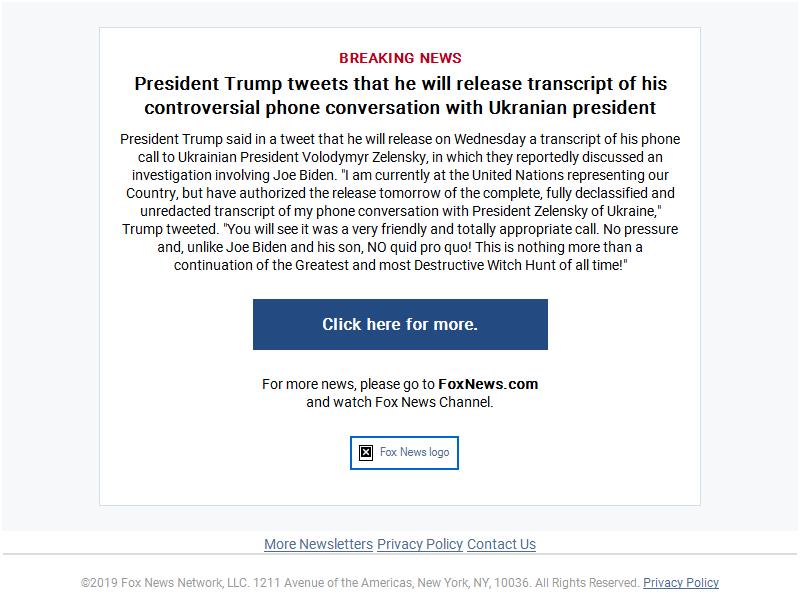 BREAKING NEWS
President Trump tweets that he will release transcript of his
controversial phone conversation with Ukranian president
President Trump said in a tweet that he will release on Wednesday a transcript of his phone
call to Ukrainian President Volodymyr Zelensky, in which they reportedly discussed an
investigation involving Joe Biden. "I am currently at the United Nations representing our
Country, but have authorized the release tomorrow of the complete, fully declassified and
unredacted transcript of my phone conversation with President Zelensky of Ukraine,"
Trump tweeted. "You will see it was a very friendly and totally appropriate call. No pressure
and, unlike Joe Biden and his son, NO quid pro quo! This is nothing more than a
continuation of the Greatest and most Destructive Witch Hunt of all time!"
Click here for more.
For more news, please go to FoxNews.com
and watch Fox News Channel.
Fox News logo
More Newsletters Privacy Policy Contact Us
©2019 Fox News Network, LLC. 1211 Avenue of the Americas, New York, NY, 10036. All Rights Reserved. Privacy Policy